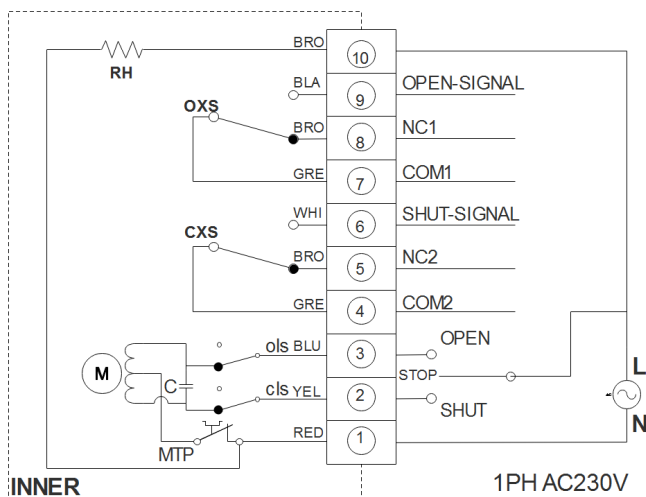 BRO 10
RH
BLA 9 OPEN-SIGNAL
OXS
BRO 8 NC1
GRE 7 COM1
WHI 6 SHUT-SIGNAL
CXS
BRO 5 NC2
GRE 4 COM2
ols BLU 3 OPEN
M C STOP L
cls YEL 2 SHUT
RED 1 N
MTP
INNER 1PH AC230V